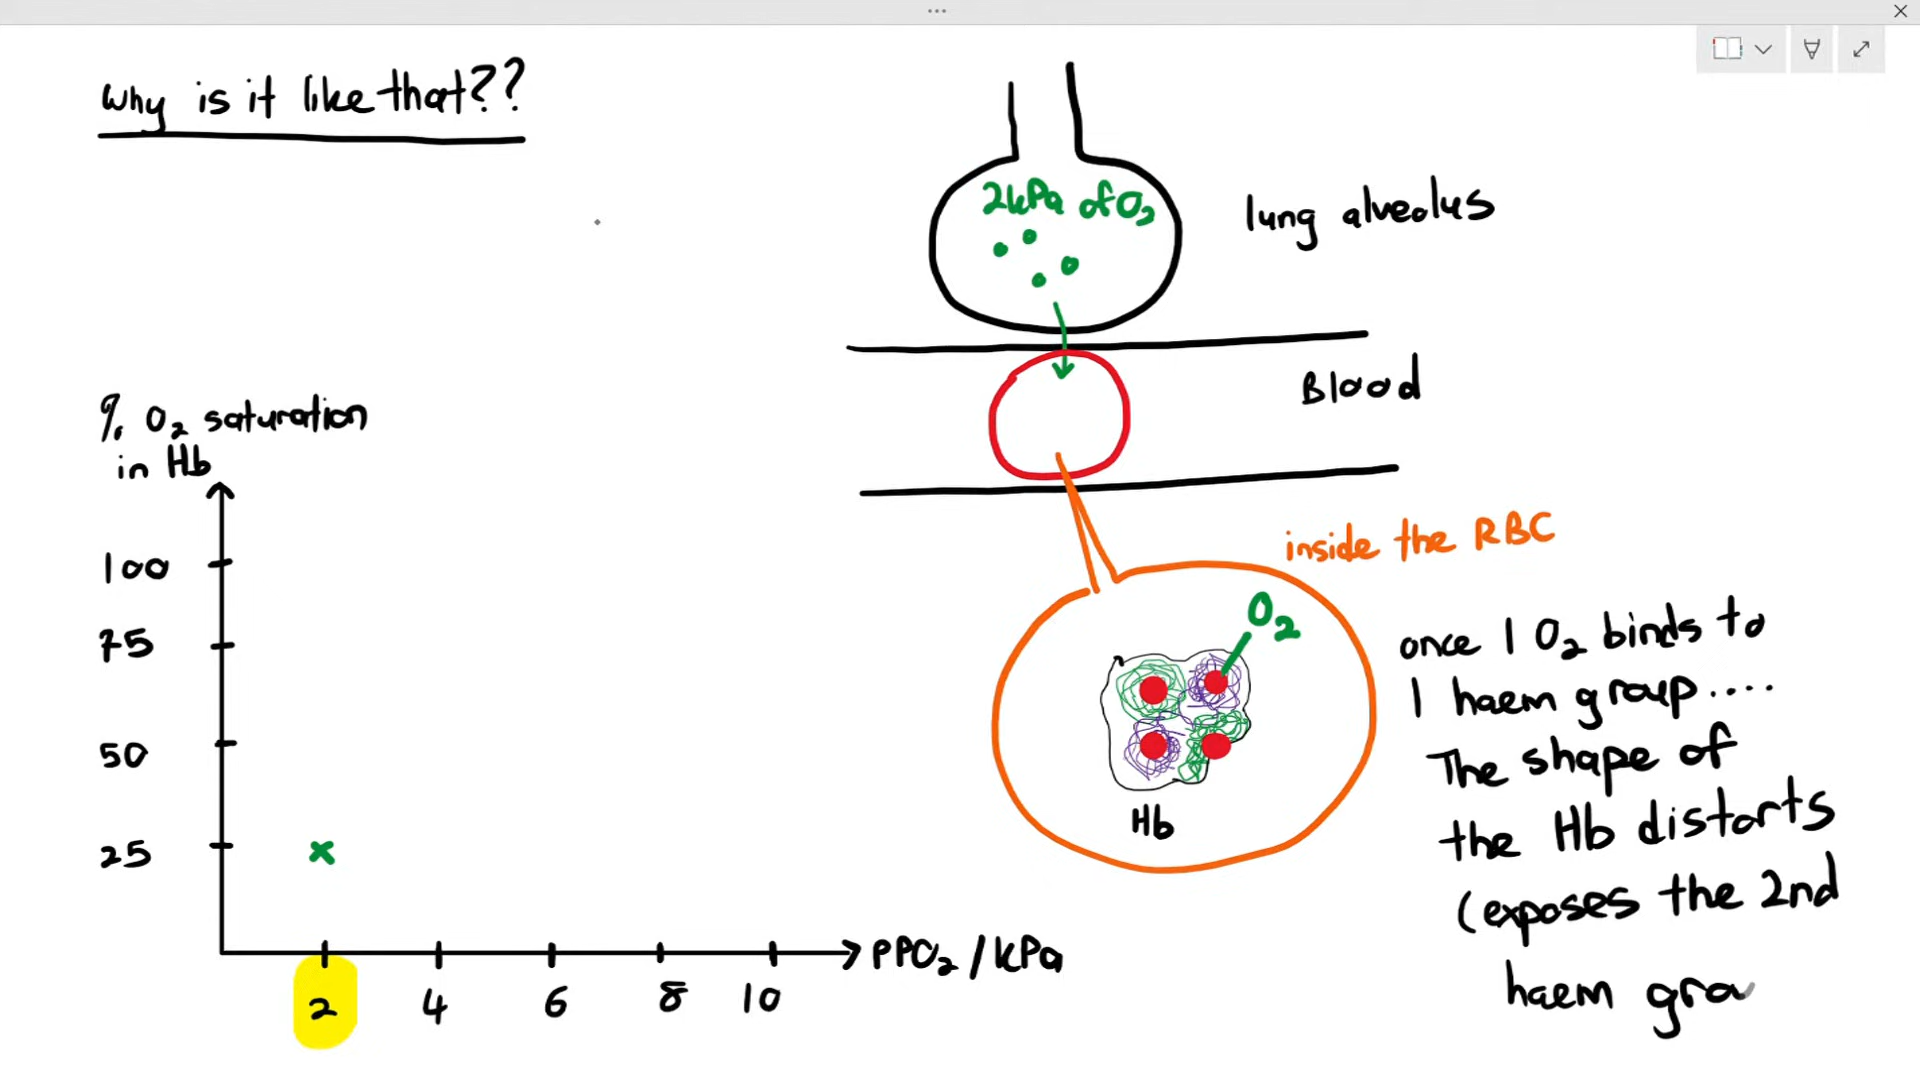 Why is it like that??
2kPa of O₂
lung alveolus
Blood
% O₂ saturation
in Hb
100
75
50
25
2
4
6
8
10
PPO₂ /kPa
inside the RBC
O₂
Hb
once 1 O₂ binds to
1 haem group....
The shape of
the Hb distorts
(exposes the 2nd
haem grou